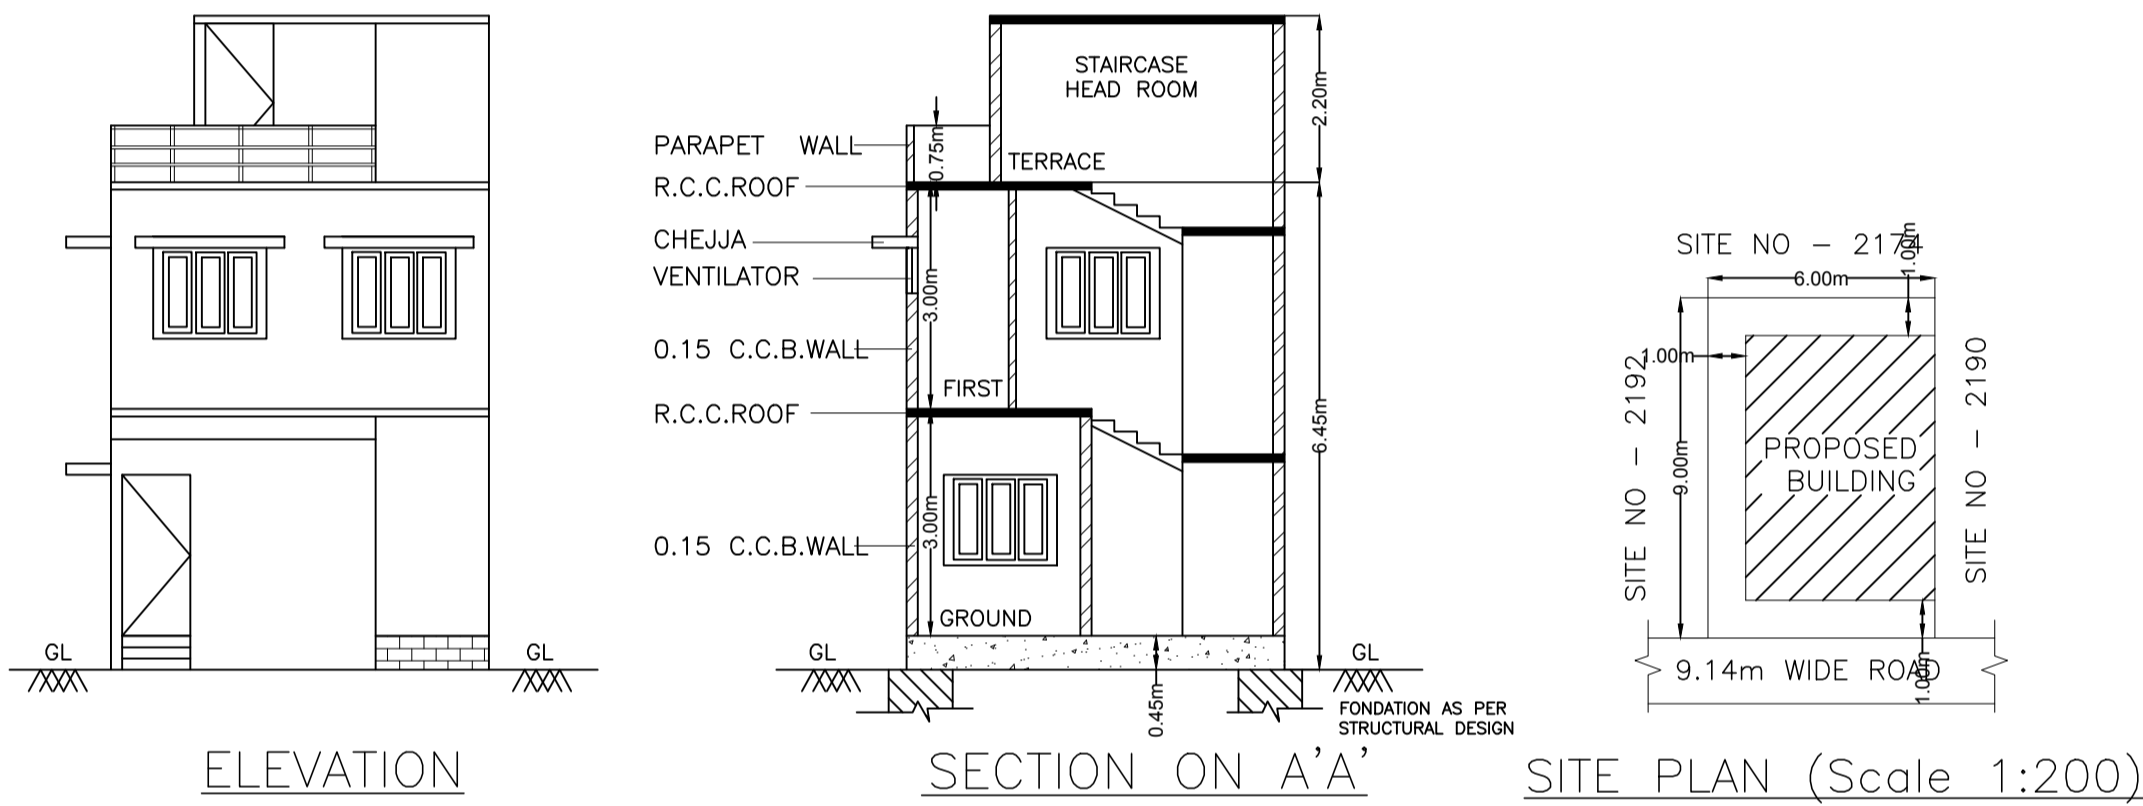 STAIRCASE
HEAD ROOM
2.20m
PARAPET WALL
0.75m
TERRACE
R.C.C.ROOF
CHEJJA
VENTILATOR
3.00m
0.15 C.C.B.WALL
FIRST
R.C.C.ROOF
6.45m
3.00m
0.15 C.C.B.WALL
GROUND
GL
GL
GL
GL
0.45m
FONDATION AS PER
STRUCTURAL DESIGN
ELEVATION
SECTION ON A'A'
SITE NO - 2174
1.00m
6.00m
1.00m
SITE NO - 2192
9.00m
PROPOSED
BUILDING
SITE NO - 2190
9.14m WIDE ROAD
1.00m
SITE PLAN (Scale 1:200)